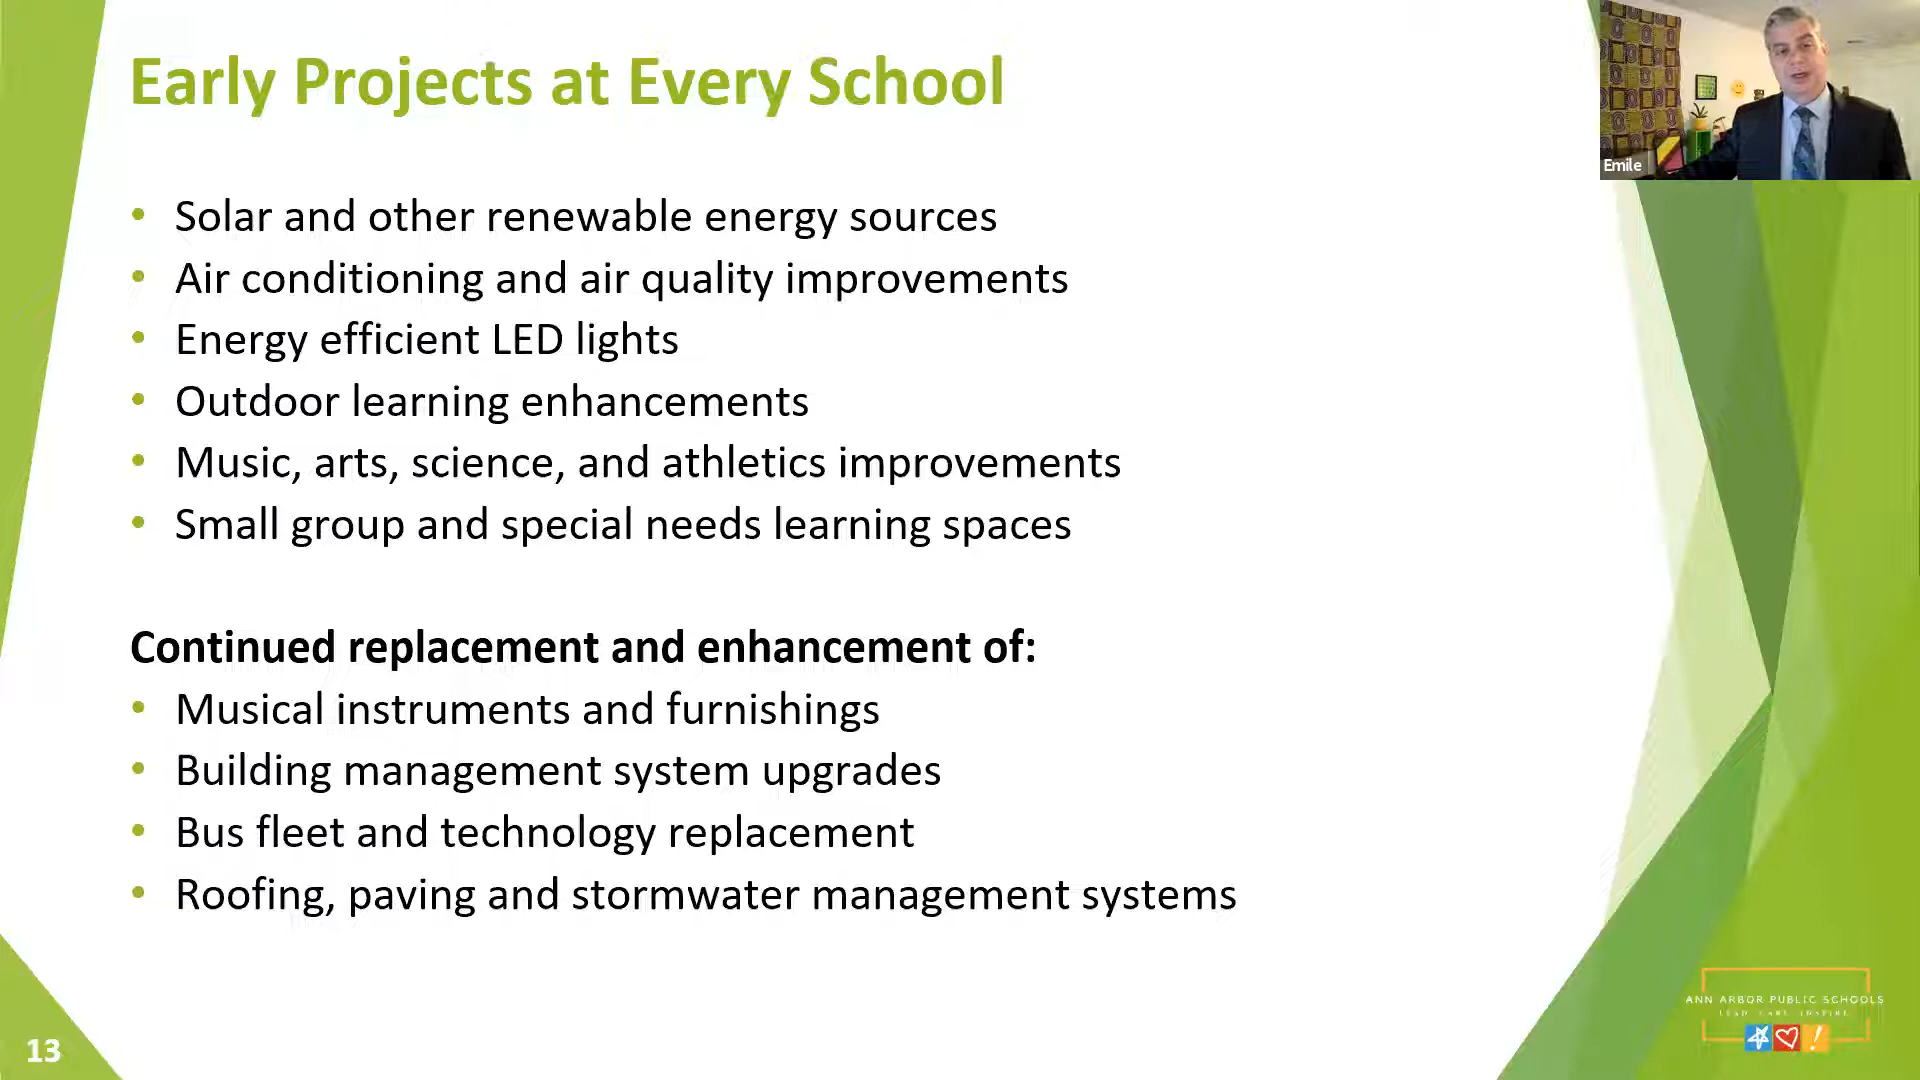 Early Projects at Every School
Emile
• Solar and other renewable energy sources
• Air conditioning and air quality improvements
• Energy efficient LED lights
• Outdoor learning enhancements
• Music, arts, science, and athletics improvements
• Small group and special needs learning spaces
Continued replacement and enhancement of:
• Musical instruments and furnishings
• Building management system upgrades
• Bus fleet and technology replacement
• Roofing, paving and stormwater management systems
ANN ARBOR PUBLIC SCHOOLS
LEAD CARE INSPIRE
13